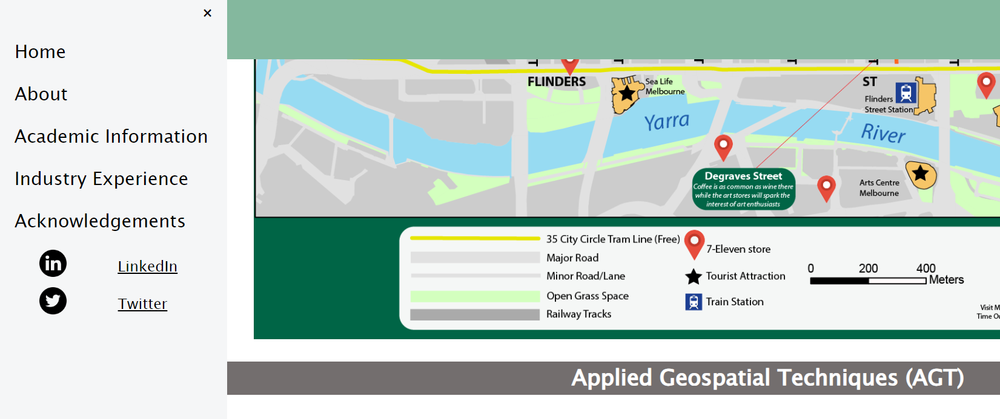 ×
Home
About
Academic Information
Industry Experience
Acknowledgements
in
LinkedIn
Twitter
FLINDERS
ST
Sea Life
Melbourne
Flinders
Street Station
Yarra
River
Degraves Street
Coffee is as common as wine there
while the art stores will spark the
interest of art enthusiasts
Arts Centre
Melbourne
35 City Circle Tram Line (Free)
Major Road
Minor Road/Lane
Open Grass Space
Railway Tracks
7-Eleven store
Tourist Attraction
Train Station
0 200 400
Meters
Visit
Time
Applied Geospatial Techniques (AGT)